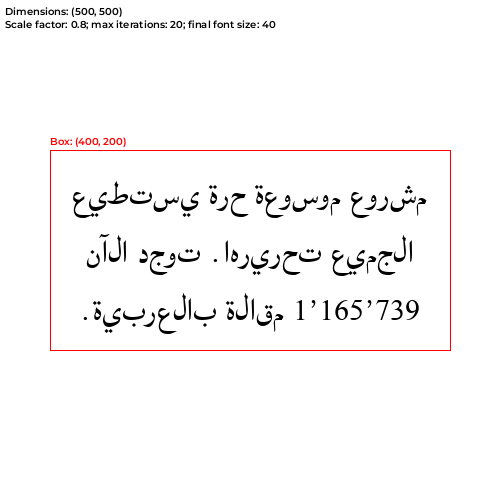 Dimensions: (500, 500)
Scale factor: 0.8; max iterations: 20; final font size: 40
Box: (400, 200)
مشروع موسوعة حرة يستطيع
الجميع تحريرها. توجد الآن
1’165’739 مقالة بالعربية.